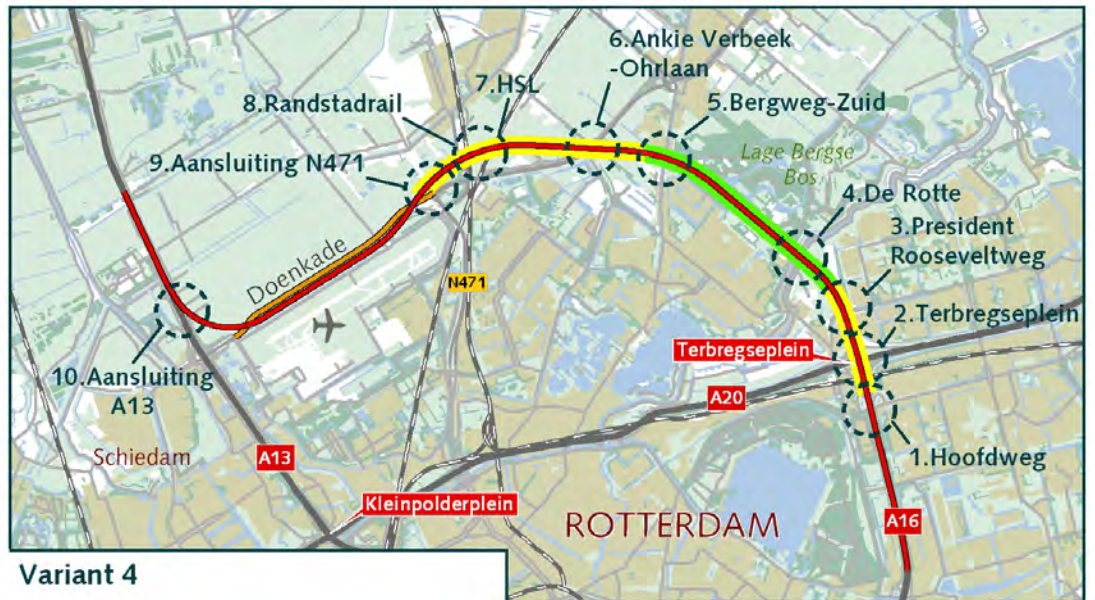 6.Ankie Verbeek
-Ohrlaan
7.HSL
8.Randstadrail
5.Bergweg-Zuid
9.Aansluiting N471
Lage Bergse
Bos
4.De Rotte
3.President
Rooseveltweg
Doenkade
N471
2.Terbregseplein
Terbregseplein
10.Aansluiting
A13
A20
Schiedam
A13
1.Hoofdweg
Kleinpolderplein
ROTTERDAM
A16
Variant 4